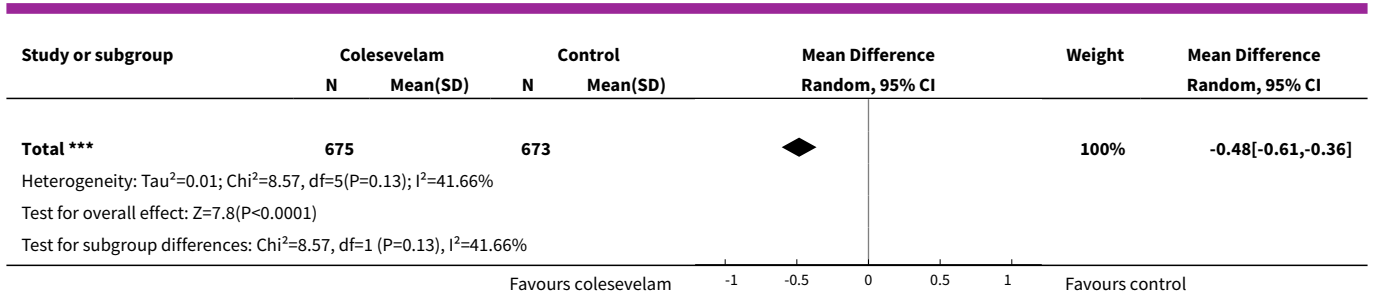 Study or subgroup Colesevelam Control Mean Difference Weight Mean Difference
N Mean(SD) N Mean(SD) Random, 95% CI Random, 95% CI
Total *** 675 673 100% -0.48[-0.61,-0.36]
Heterogeneity: Tau²=0.01; Chi²=8.57, df=5(P=0.13); I²=41.66%
Test for overall effect: Z=7.8(P<0.0001)
Test for subgroup differences: Chi²=8.57, df=1 (P=0.13), I²=41.66%
Favours colesevelam -1 -0.5 0 0.5 1 Favours control